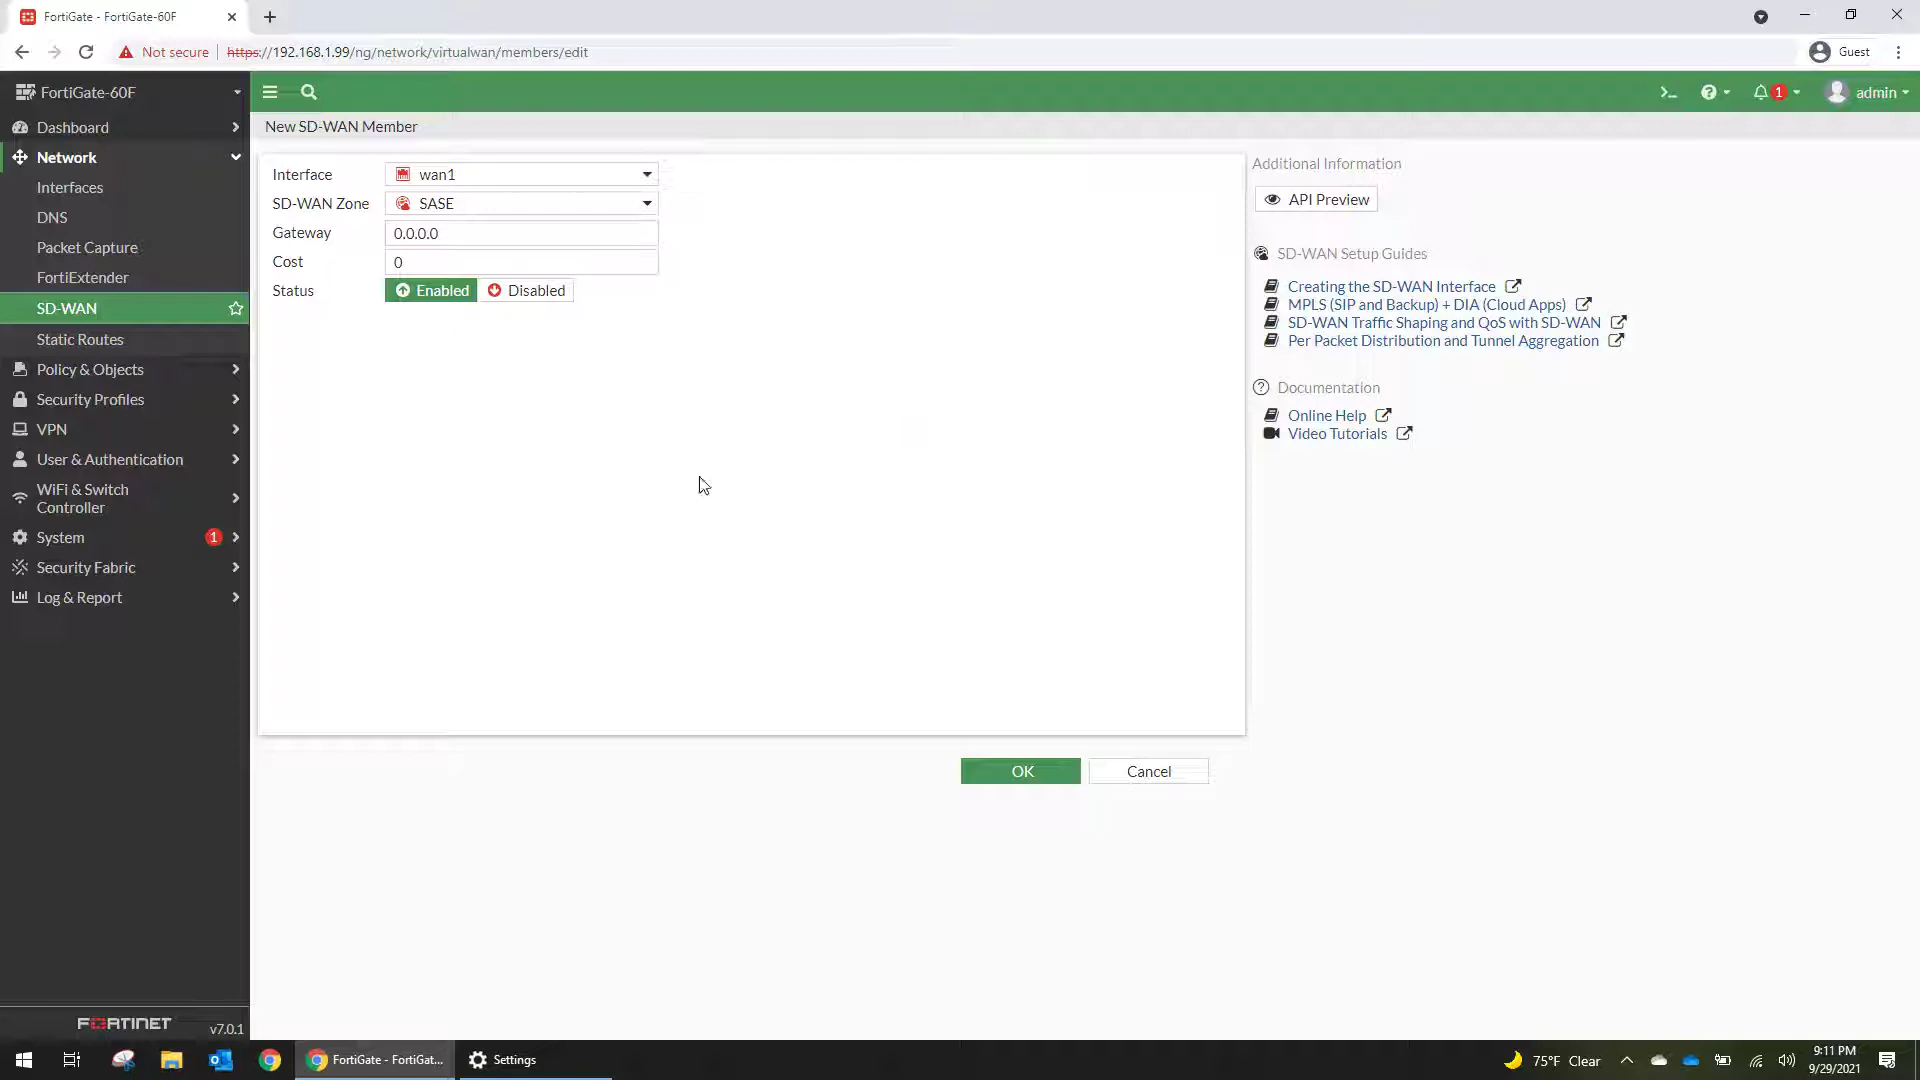 FortiGate - FortiGate-60F
Not secure
https://192.168.1.99/ng/network/virtualwan/members/edit
Guest
FortiGate-60F
1
admin
Dashboard
Network
Interfaces
DNS
Packet Capture
FortiExtender
SD-WAN
Static Routes
Policy & Objects
Security Profiles
VPN
User & Authentication
WiFi & Switch
Controller
System
1
Security Fabric
Log & Report
FORTINET
v7.0.1
New SD-WAN Member
Interface
wan1
SD-WAN Zone
SASE
Gateway
0.0.0.0
Cost
0
Status
Enabled
Disabled
OK
Cancel
Additional Information
API Preview
SD-WAN Setup Guides
Creating the SD-WAN Interface
MPLS (SIP and Backup) + DIA (Cloud Apps)
SD-WAN Traffic Shaping and QoS with SD-WAN
Per Packet Distribution and Tunnel Aggregation
Documentation
Online Help
Video Tutorials
FortiGate - FortiGat...
Settings
75°F Clear
9:11 PM
9/29/2021